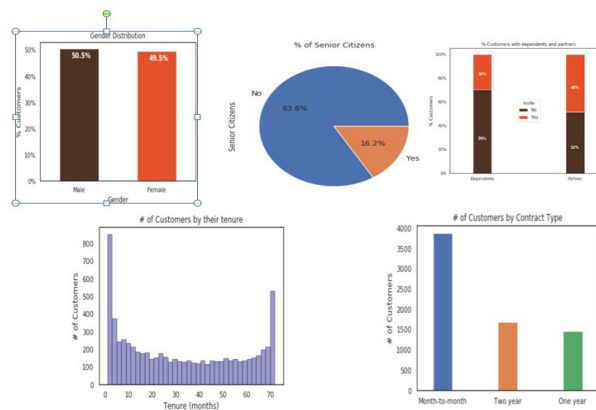 Gender Distribution
50%
40%
30%
20%
10%
0%
% Customers
50.5%
49.5%
Male
Female
Gender
% of Senior Citizens
Senior Citizens
No
83.8%
16.2%
Yes
% Customers with dependents and partners
100%
80%
60%
40%
20%
0%
% Customers
30%
70%
48%
52%
No
Yes
Dependents
Partner
# of Customers by their tenure
800
700
600
500
400
300
200
100
0
# of Customers
0 10 20 30 40 50 60 70
Tenure (months)
# of Customers by Contract Type
4000
3500
3000
2500
2000
1500
1000
500
0
# of Customers
Month-to-month
Two year
One year